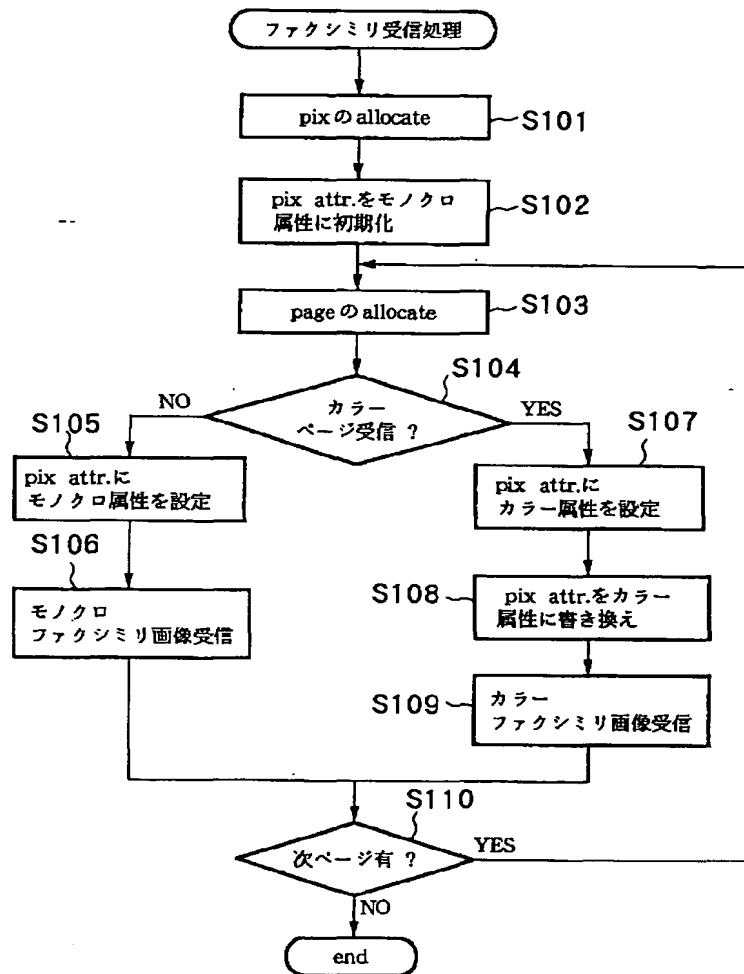 ファクシミリ受信処理
pixのallocate
S101
pix attr.をモノクロ
属性に初期化
S102
pageのallocate
S103
S104
カラー
ページ受信 ?
NO
YES
S105
pix attr.に
モノクロ属性を設定
S107
pix attr.に
カラー属性を設定
S106
モノクロ
ファクシミリ画像受信
S108
pix attr.をカラー
属性に書き換え
S109
カラー
ファクシミリ画像受信
S110
次ページ有 ?
YES
NO
end